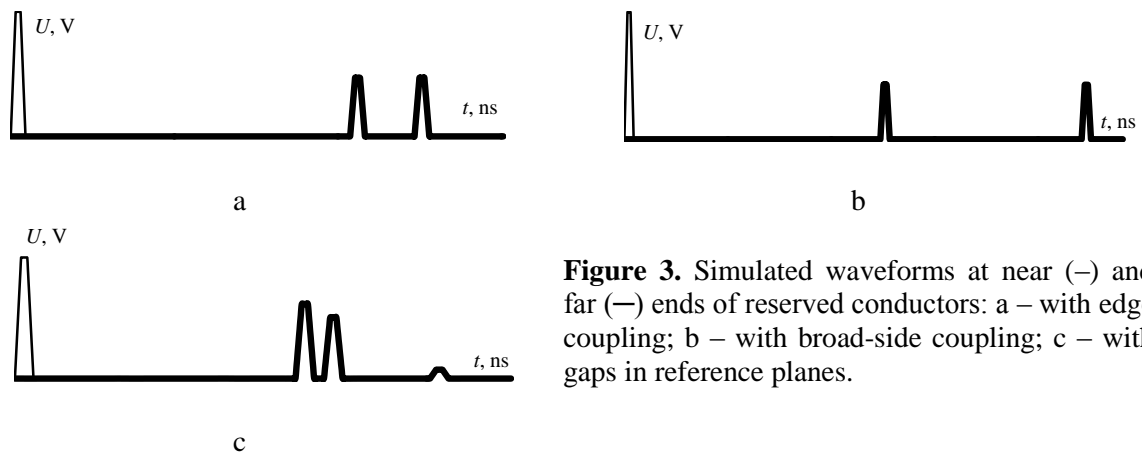 U, V
t, ns
a
U, V
t, ns
b
U, V
t, ns
c
Figure 3. Simulated waveforms at near (–) and
far (─) ends of reserved conductors: a – with edg
coupling; b – with broad-side coupling; c – with
gaps in reference planes.